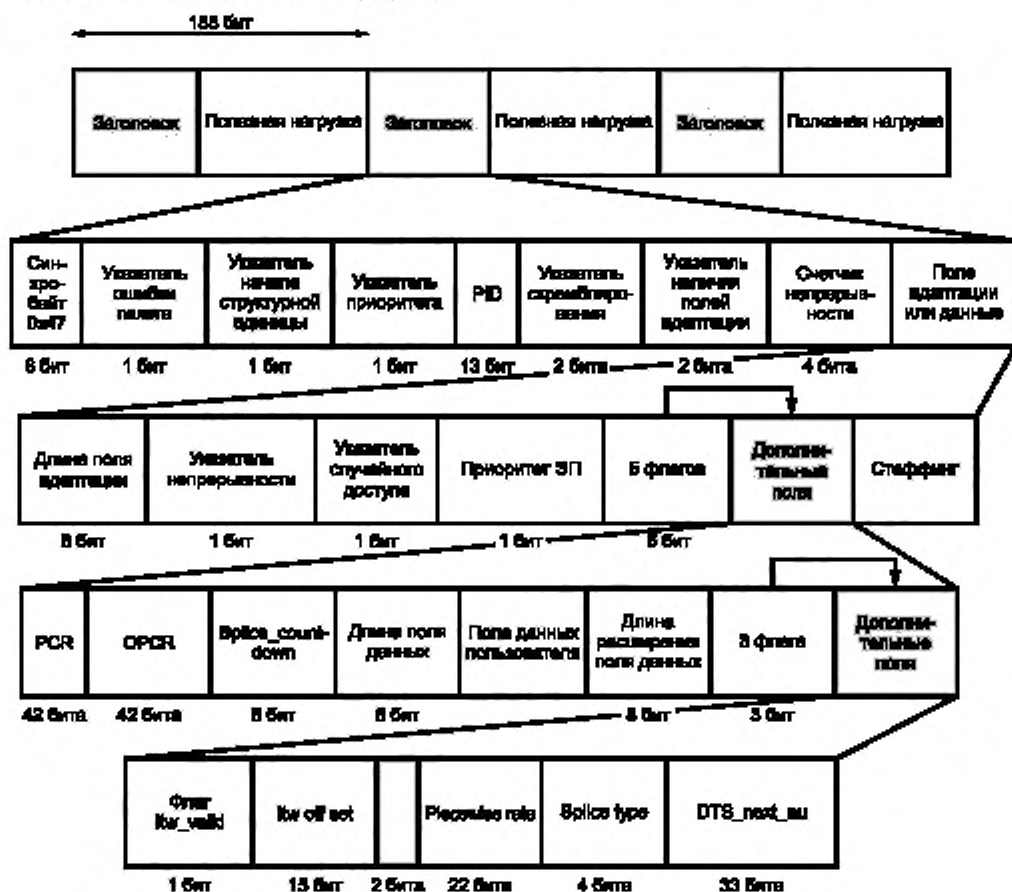 188 бит
Заголовок
Полезная нагрузка
Заголовок
Полезная нагрузка
Заголовок
Полезная нагрузка
Син-
хро-
байт
0x47
Указатель
ошибки
пакета
Указатель
начала
структурной
единицы
Указатель
приоритета
PID
Указатель
скремблиро-
вания
Указатель
наличия
полей
адаптации
Счетчик
непрерыв-
ности
Поле
адаптации
или данные
8 бит
1 бит
1 бит
1 бит
13 бит
2 бита
2 бита
4 бита
Длина поля
адаптации
Указатель
непрерывности
Указатель
случайного
доступа
Приоритет ЭП
5 флагов
Дополни-
тельные
поля
Стаффинг
8 бит
1 бит
1 бит
1 бит
5 бит
PCR
OPCR
Splice_count-
down
Длина поля
данных
Поле данных
пользователя
Длина
расширения
поля данных
3 флага
Дополни-
тельные
поля
42 бита
42 бита
8 бит
8 бит
8 бит
3 бит
Флаг
ltw_valid
ltw off set
Piecewise rate
Splice type
DTS_next_au
1 бит
15 бит
2 бита
22 бита
4 бита
33 бита